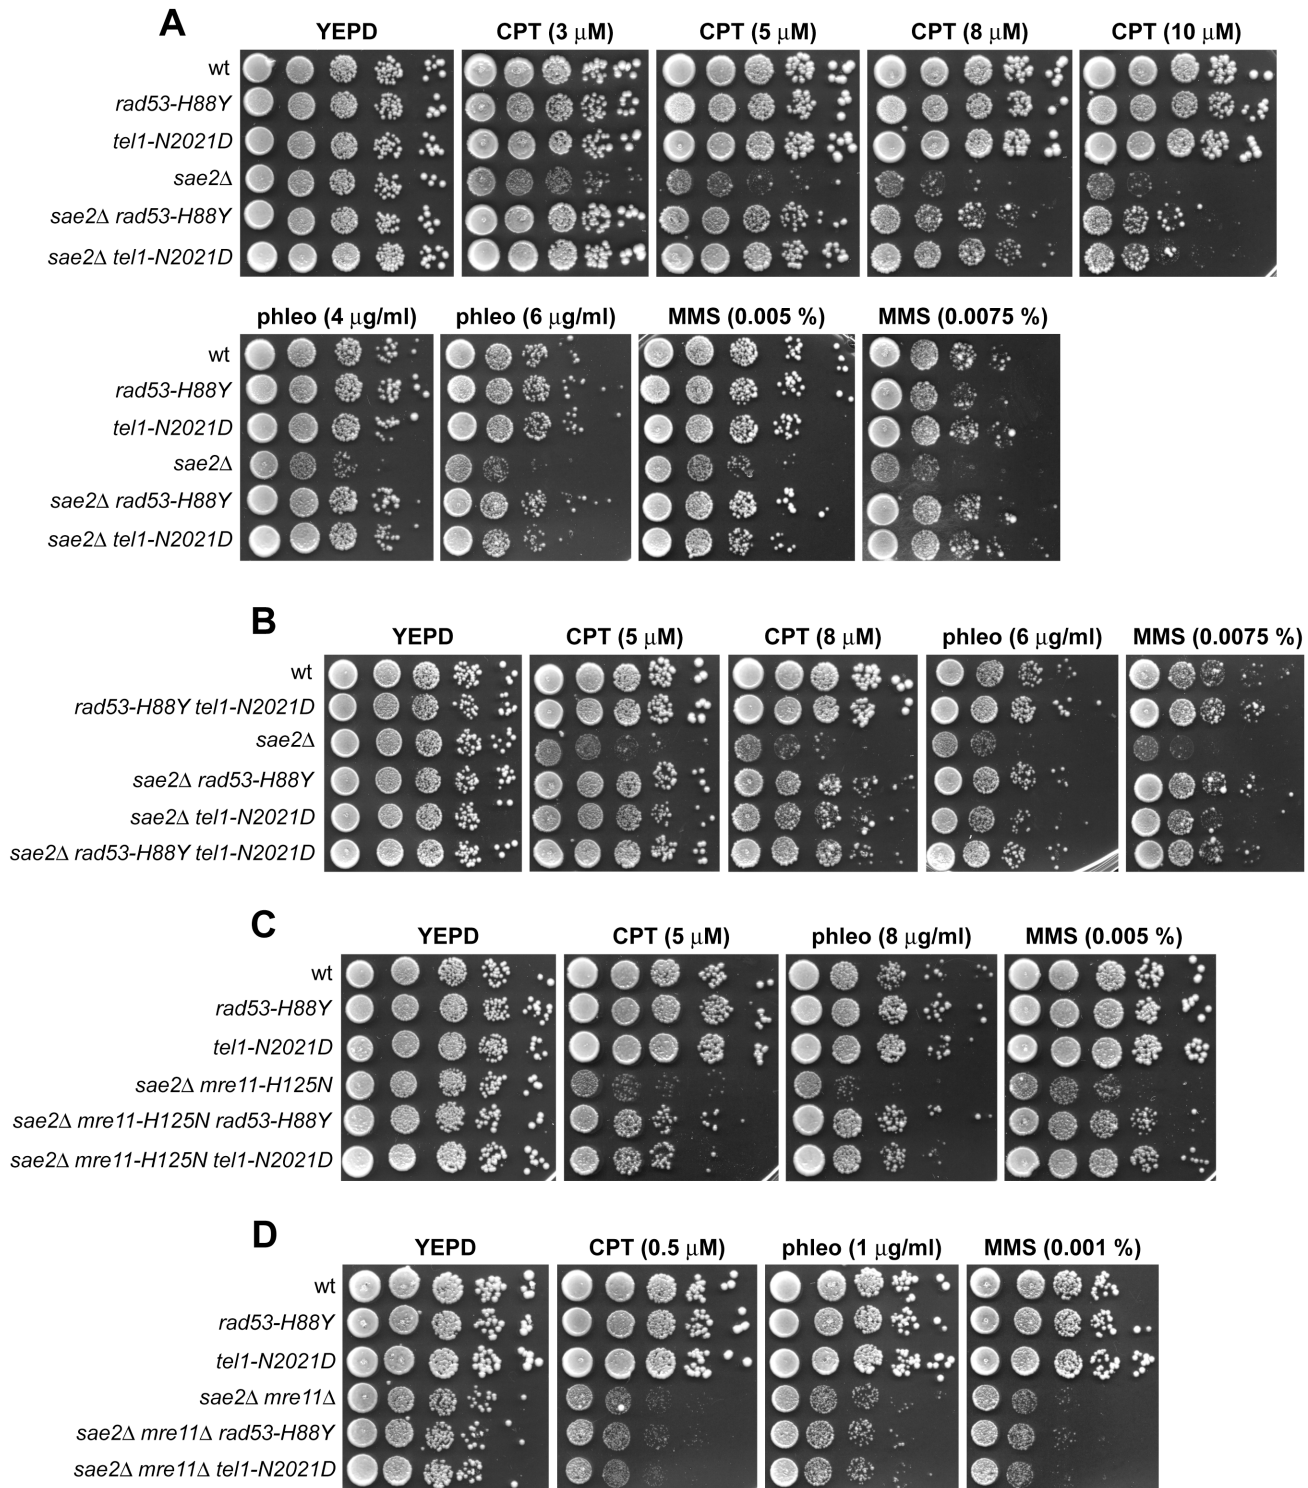 A
YEPD CPT (3 μM) CPT (5 μM) CPT (8 μM) CPT (10 μM)
wt
rad53-H88Y
tel1-N2021D
sae2Δ
sae2Δ rad53-H88Y
sae2Δ tel1-N2021D
phleo (4 μg/ml) phleo (6 μg/ml) MMS (0.005 %) MMS (0.0075 %)
wt
rad53-H88Y
tel1-N2021D
sae2Δ
sae2Δ rad53-H88Y
sae2Δ tel1-N2021D
B
YEPD CPT (5 μM) CPT (8 μM) phleo (6 μg/ml) MMS (0.0075 %)
wt
rad53-H88Y tel1-N2021D
sae2Δ
sae2Δ rad53-H88Y
sae2Δ tel1-N2021D
sae2Δ rad53-H88Y tel1-N2021D
C
YEPD CPT (5 μM) phleo (8 μg/ml) MMS (0.005 %)
wt
rad53-H88Y
tel1-N2021D
sae2Δ mre11-H125N
sae2Δ mre11-H125N rad53-H88Y
sae2Δ mre11-H125N tel1-N2021D
D
YEPD CPT (0.5 μM) phleo (1 μg/ml) MMS (0.001 %)
wt
rad53-H88Y
tel1-N2021D
sae2Δ mre11Δ
sae2Δ mre11Δ rad53-H88Y
sae2Δ mre11Δ tel1-N2021D